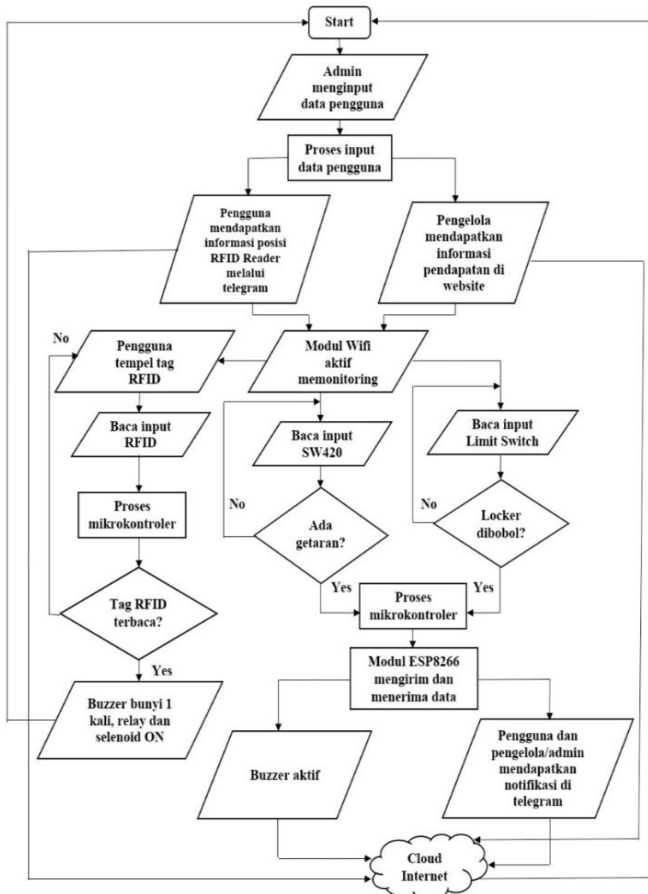 Start
Admin
menginput
data pengguna
Proses input
data pengguna
Pengguna
mendapatkan
informasi posisi
RFID Reader
melalui
telegram
Pengelola
mendapatkan
informasi
pendapatan di
website
No
Pengguna
tempel tag
RFID
Modul Wifi
aktif
memonitoring
Baca input
RFID
Baca input
SW420
Baca input
Limit Switch
Proses
mikrokontroler
No
Ada
getaran?
No
Locker
dibobol?
Tag RFID
terbaca?
Yes
Yes
Proses
mikrokontroler
Yes
Modul ESP8266
mengirim dan
menerima data
Buzzer bunyi 1
kali, relay dan
selenoid ON
Buzzer aktif
Pengguna dan
pengelola/admin
mendapatkan
notifikasi di
telegram
Cloud
Internet